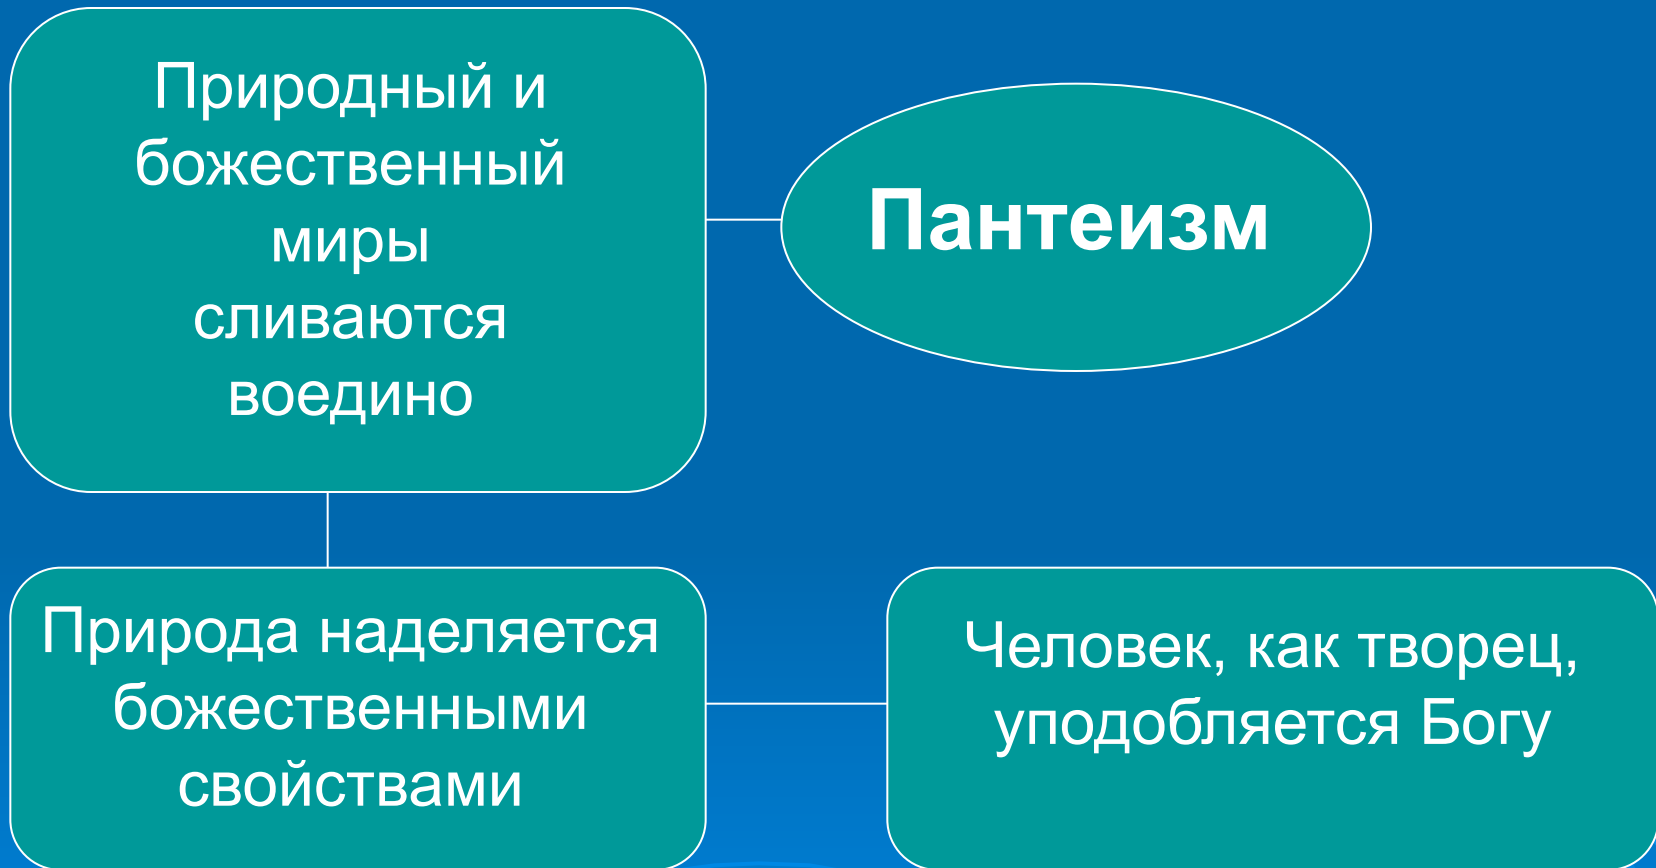 Природный и
божественный
миры
сливаются
воедино
Пантеизм
Природа наделяется
божественными
свойствами
Человек, как творец,
уподобляется Богу